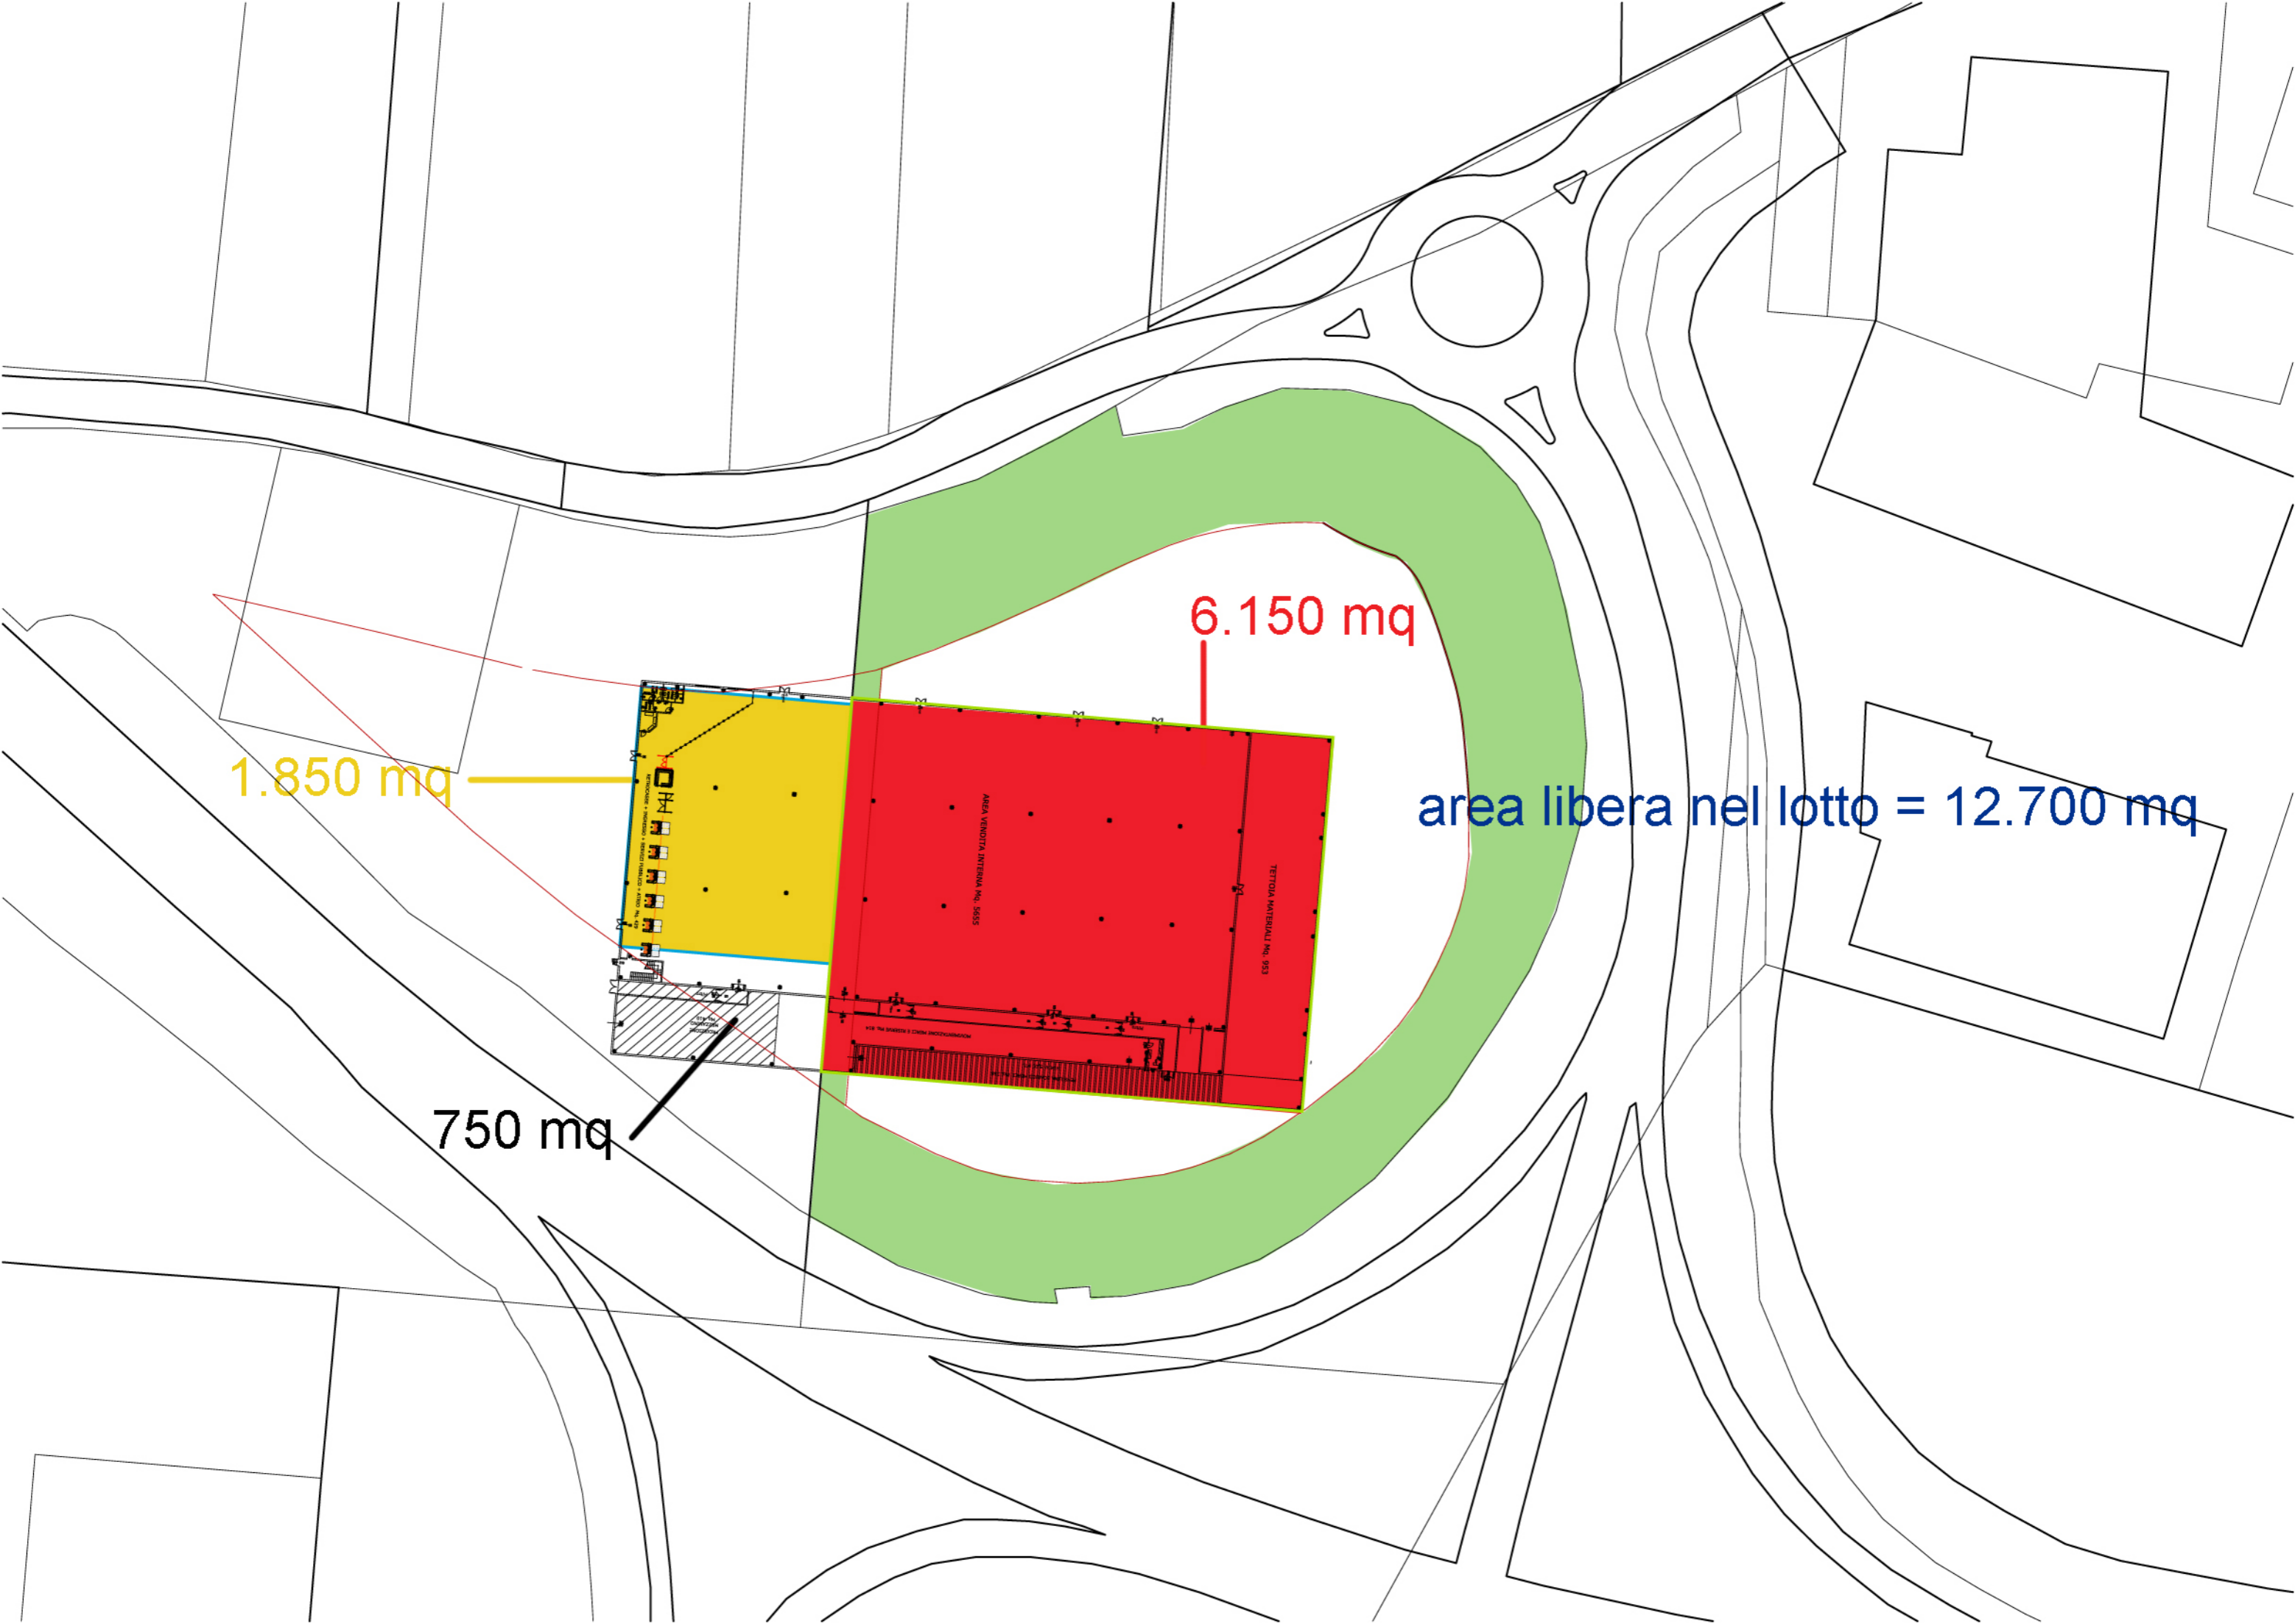 6.150 mq
1.850 mq
area libera nel lotto = 12.700 mq
AREA VENDITA INTERNA Mq. 5655
TETTOIA MATERIALI Mq. 953
750 mq